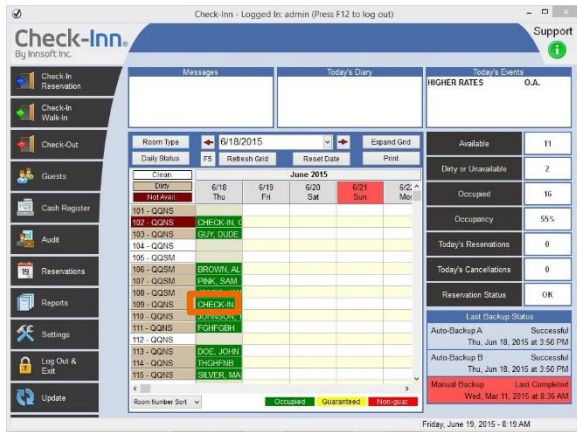 Check-Inn - Logged In: admin (Press F12 to log out)
Check-Inn®
By Innsoft Inc.
Support
Check-In
Reservation
Check-In
Walk-In
Check-Out
Guests
Cash Register
Audit
19
Reservations
Reports
Settings
Log Out &
Exit
Update
Messages
Today's Diary
Today's Events
HIGHER RATES O.A.
Room Type
6/18/2015
Expand Grid
Daily Status
F5
Refresh Grid
Reset Date
Print
Clean
June 2015
Dirty
6/18 6/19 6/20 6/21 6/22
Not Avail.
Thu Fri Sat Sun Mon
101 - QQNS
102 - QQNS CHECK-IN, C
103 - QQNS GUY, DUDE
104 - QQNS
105 - QQSM
106 - QQSM BROWN, AL
107 - QQSM PINK, SAM
108 - QQSM
109 - QQNS CHECK-IN,
110 - QQNS JOHNSON,
111 - QQNS FGHFGBH
112 - QQNS
113 - QQNS DOE, JOHN
114 - QQNS THGHFNB
115 - QQNS SILVER, MA
Room Number Sort
Occupied
Guaranteed
Non-guar.
Available 11
Dirty or Unavailable 2
Occupied 16
Occupancy 55%
Today's Reservations 0
Today's Cancellations 0
Reservation Status OK
Last Backup Status
Auto-Backup A Successful
Thu, Jun 18, 2015 at 3:50 PM
Auto-Backup B Successful
Thu, Jun 18, 2015 at 3:50 PM
Manual Backup Last Completed
Wed, Mar 11, 2015 at 8:36 AM
Friday, June 19, 2015 - 8:19 AM